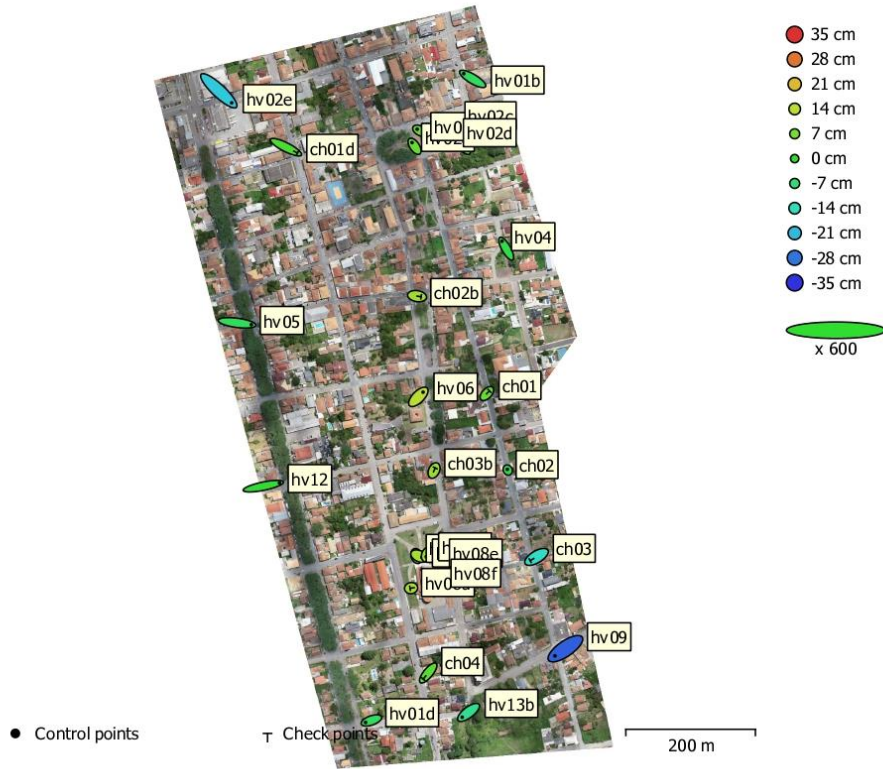 35 cm
28 cm
21 cm
14 cm
7 cm
0 cm
-7 cm
-14 cm
-21 cm
-28 cm
-35 cm
x 600
hv01b
hv02e
hv02c
hv02d
ch01d
hv04
ch02b
hv05
hv06
ch01
ch03b
ch02
hv12
hv08e
ch03
hv08f
hv09
ch04
hv01d
hv13b
Control points
Check points
200 m